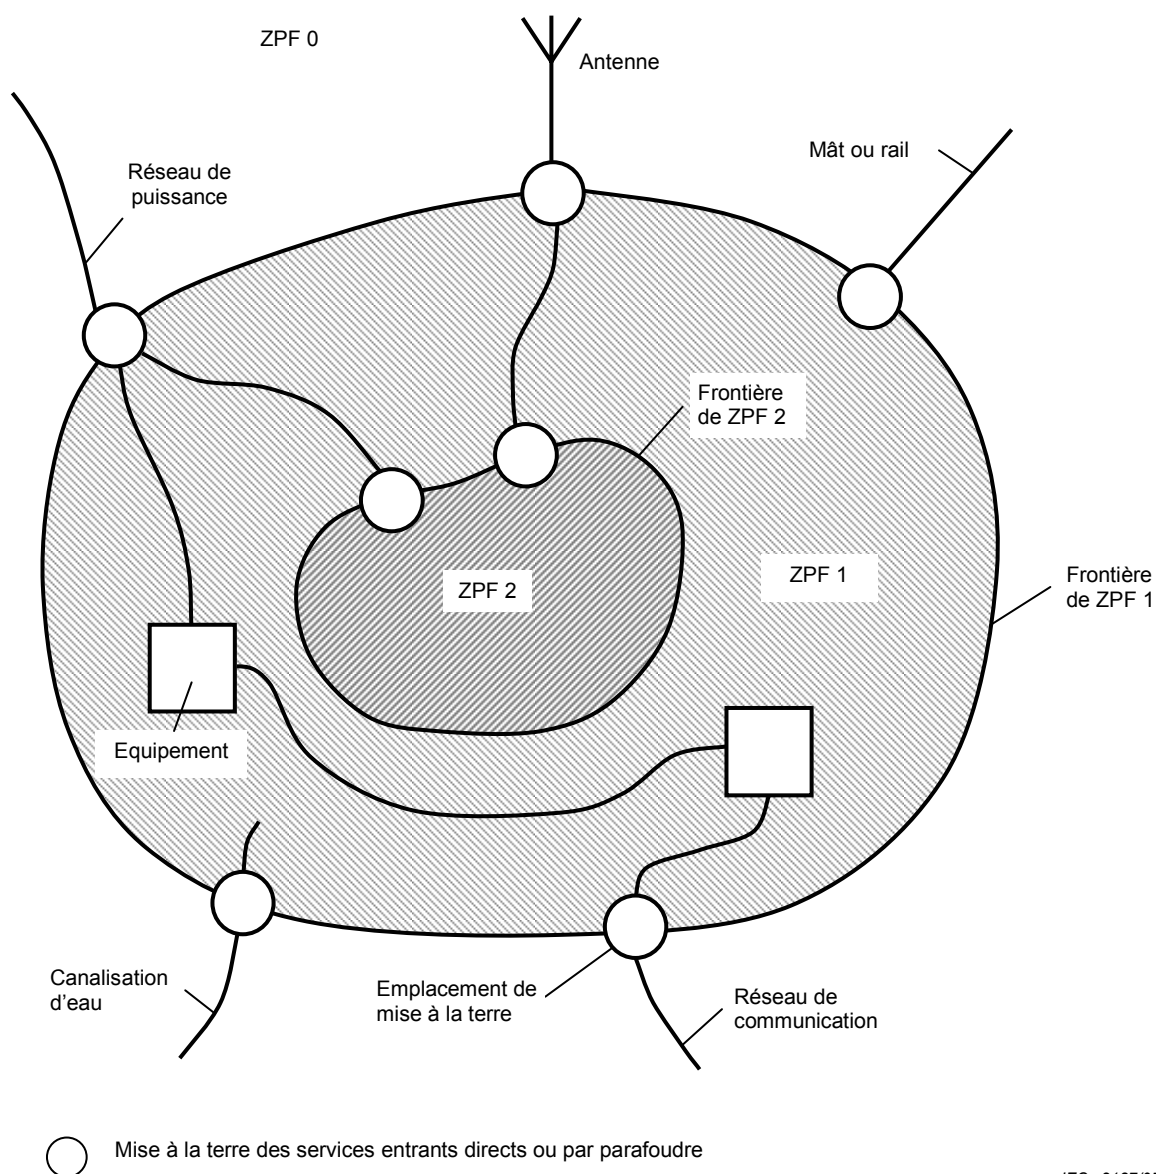 ZPF 0
Antenne
Mât ou rail
Réseau de
puissance
Frontière
de ZPF 2
ZPF 1
ZPF 2
Frontière
de ZPF 1
Equipement
Canalisation
d'eau
Emplacement de
mise à la terre
Réseau de
communication
Mise à la terre des services entrants directs ou par parafoudre